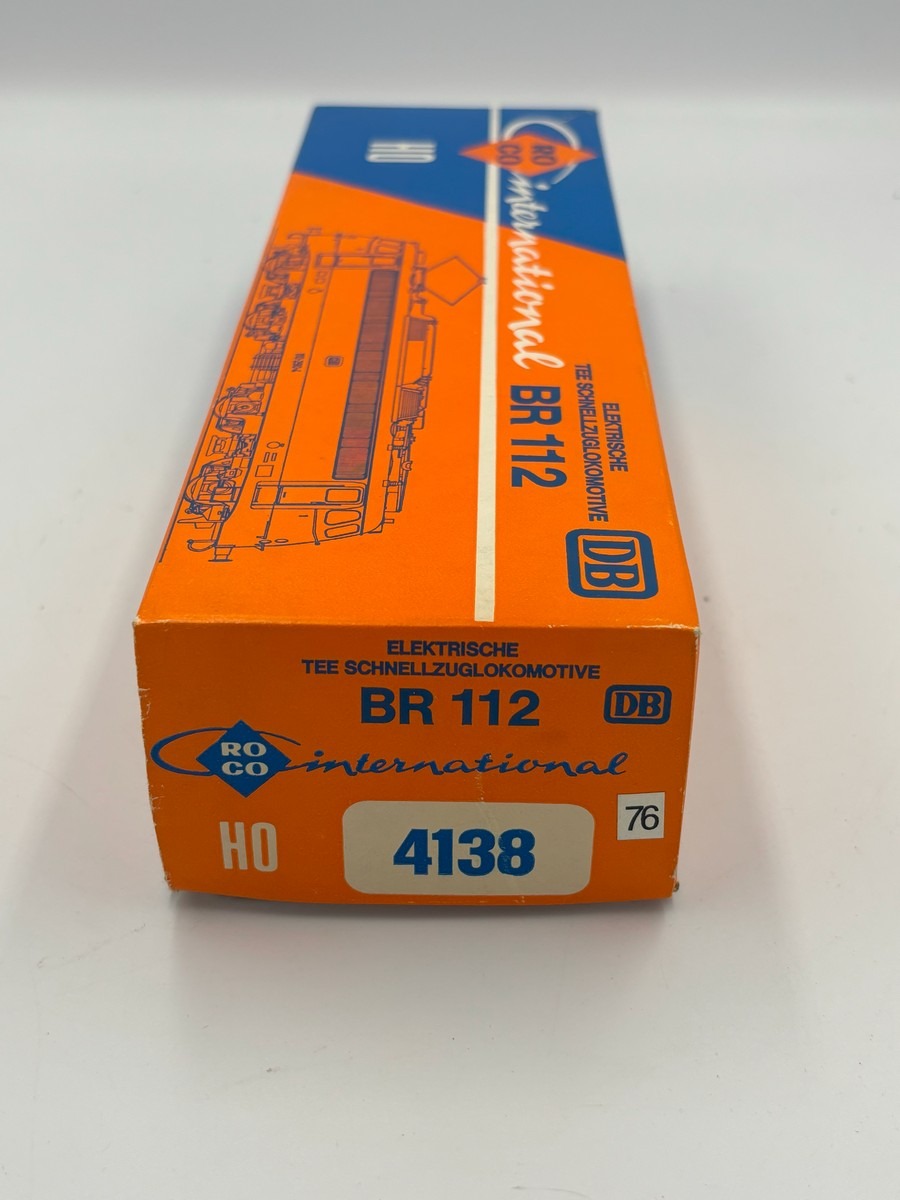 HO
RO
CO
international
BR 112
ELEKTRISCHE
TEE SCHNELLZUGLOKOMOTIVE
DB
ELEKTRISCHE
TEE SCHNELLZUGLOKOMOTIVE
BR 112
DB
RO
CO
international
HO
4138
76